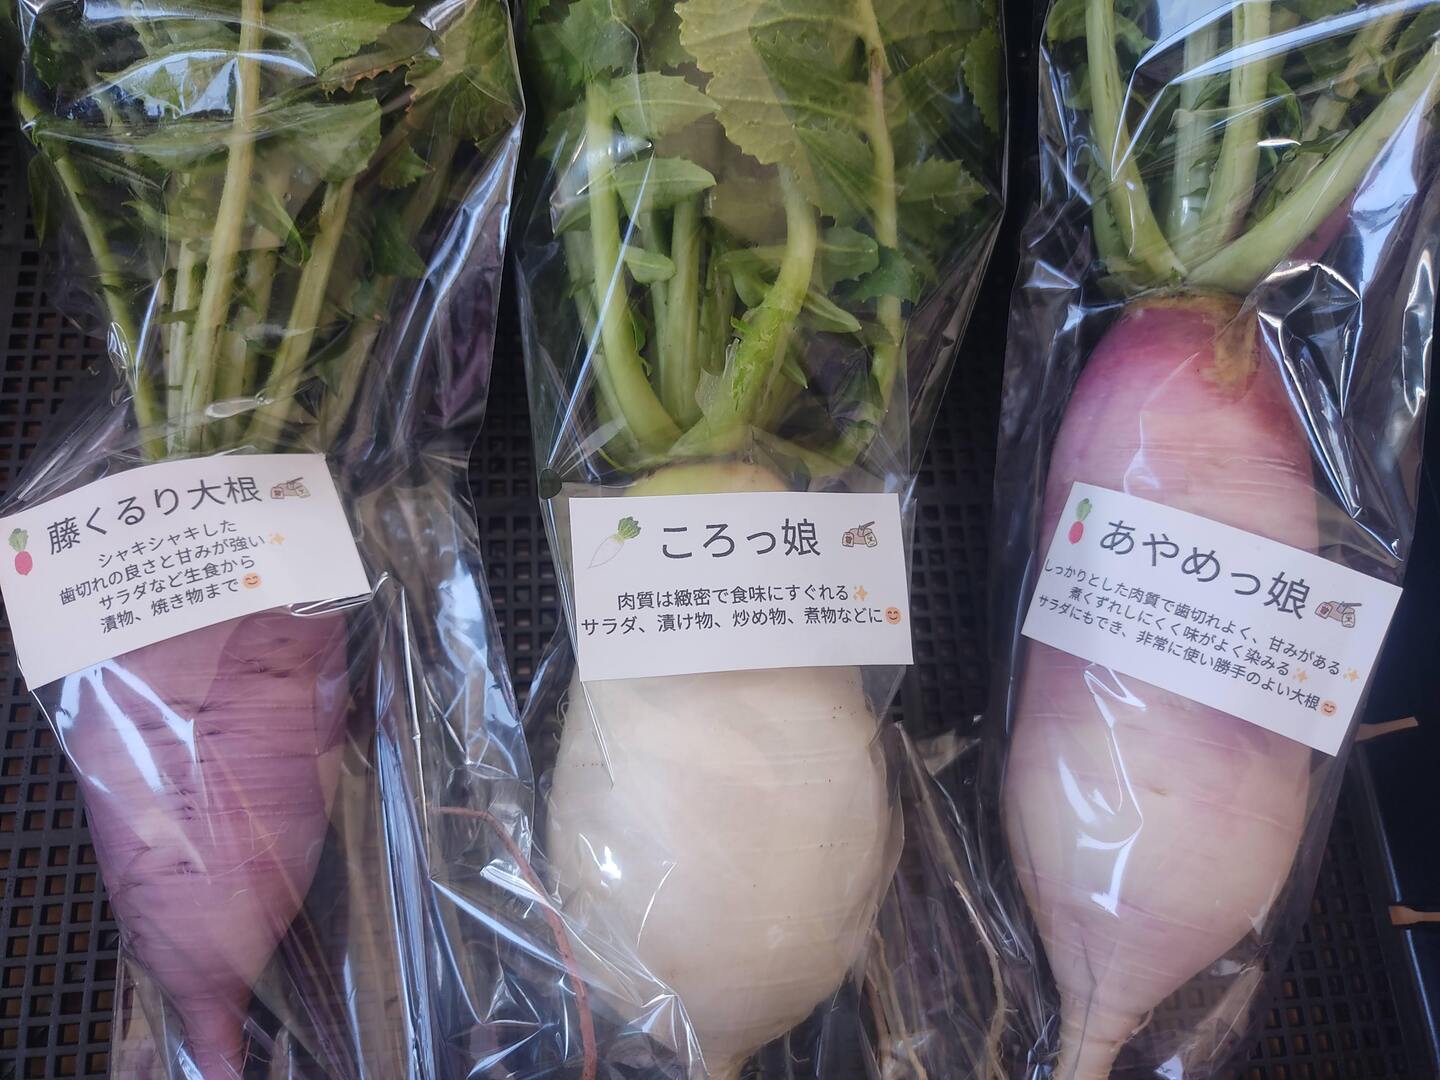 藤くるり大根
シャキシャキした
歯切れの良さと甘みが強い✨
サラダなど生食から
漬物、焼き物まで😊
ころっ娘
肉質は緻密で食味にすぐれる✨
サラダ、漬け物、炒め物、煮物などに😊
あやめっ娘
しっかりとした肉質で歯切れよく、甘みがある✨
煮くずれしにくく味がよく染みる✨
サラダにもでき、非常に使い勝手のよい大根😊